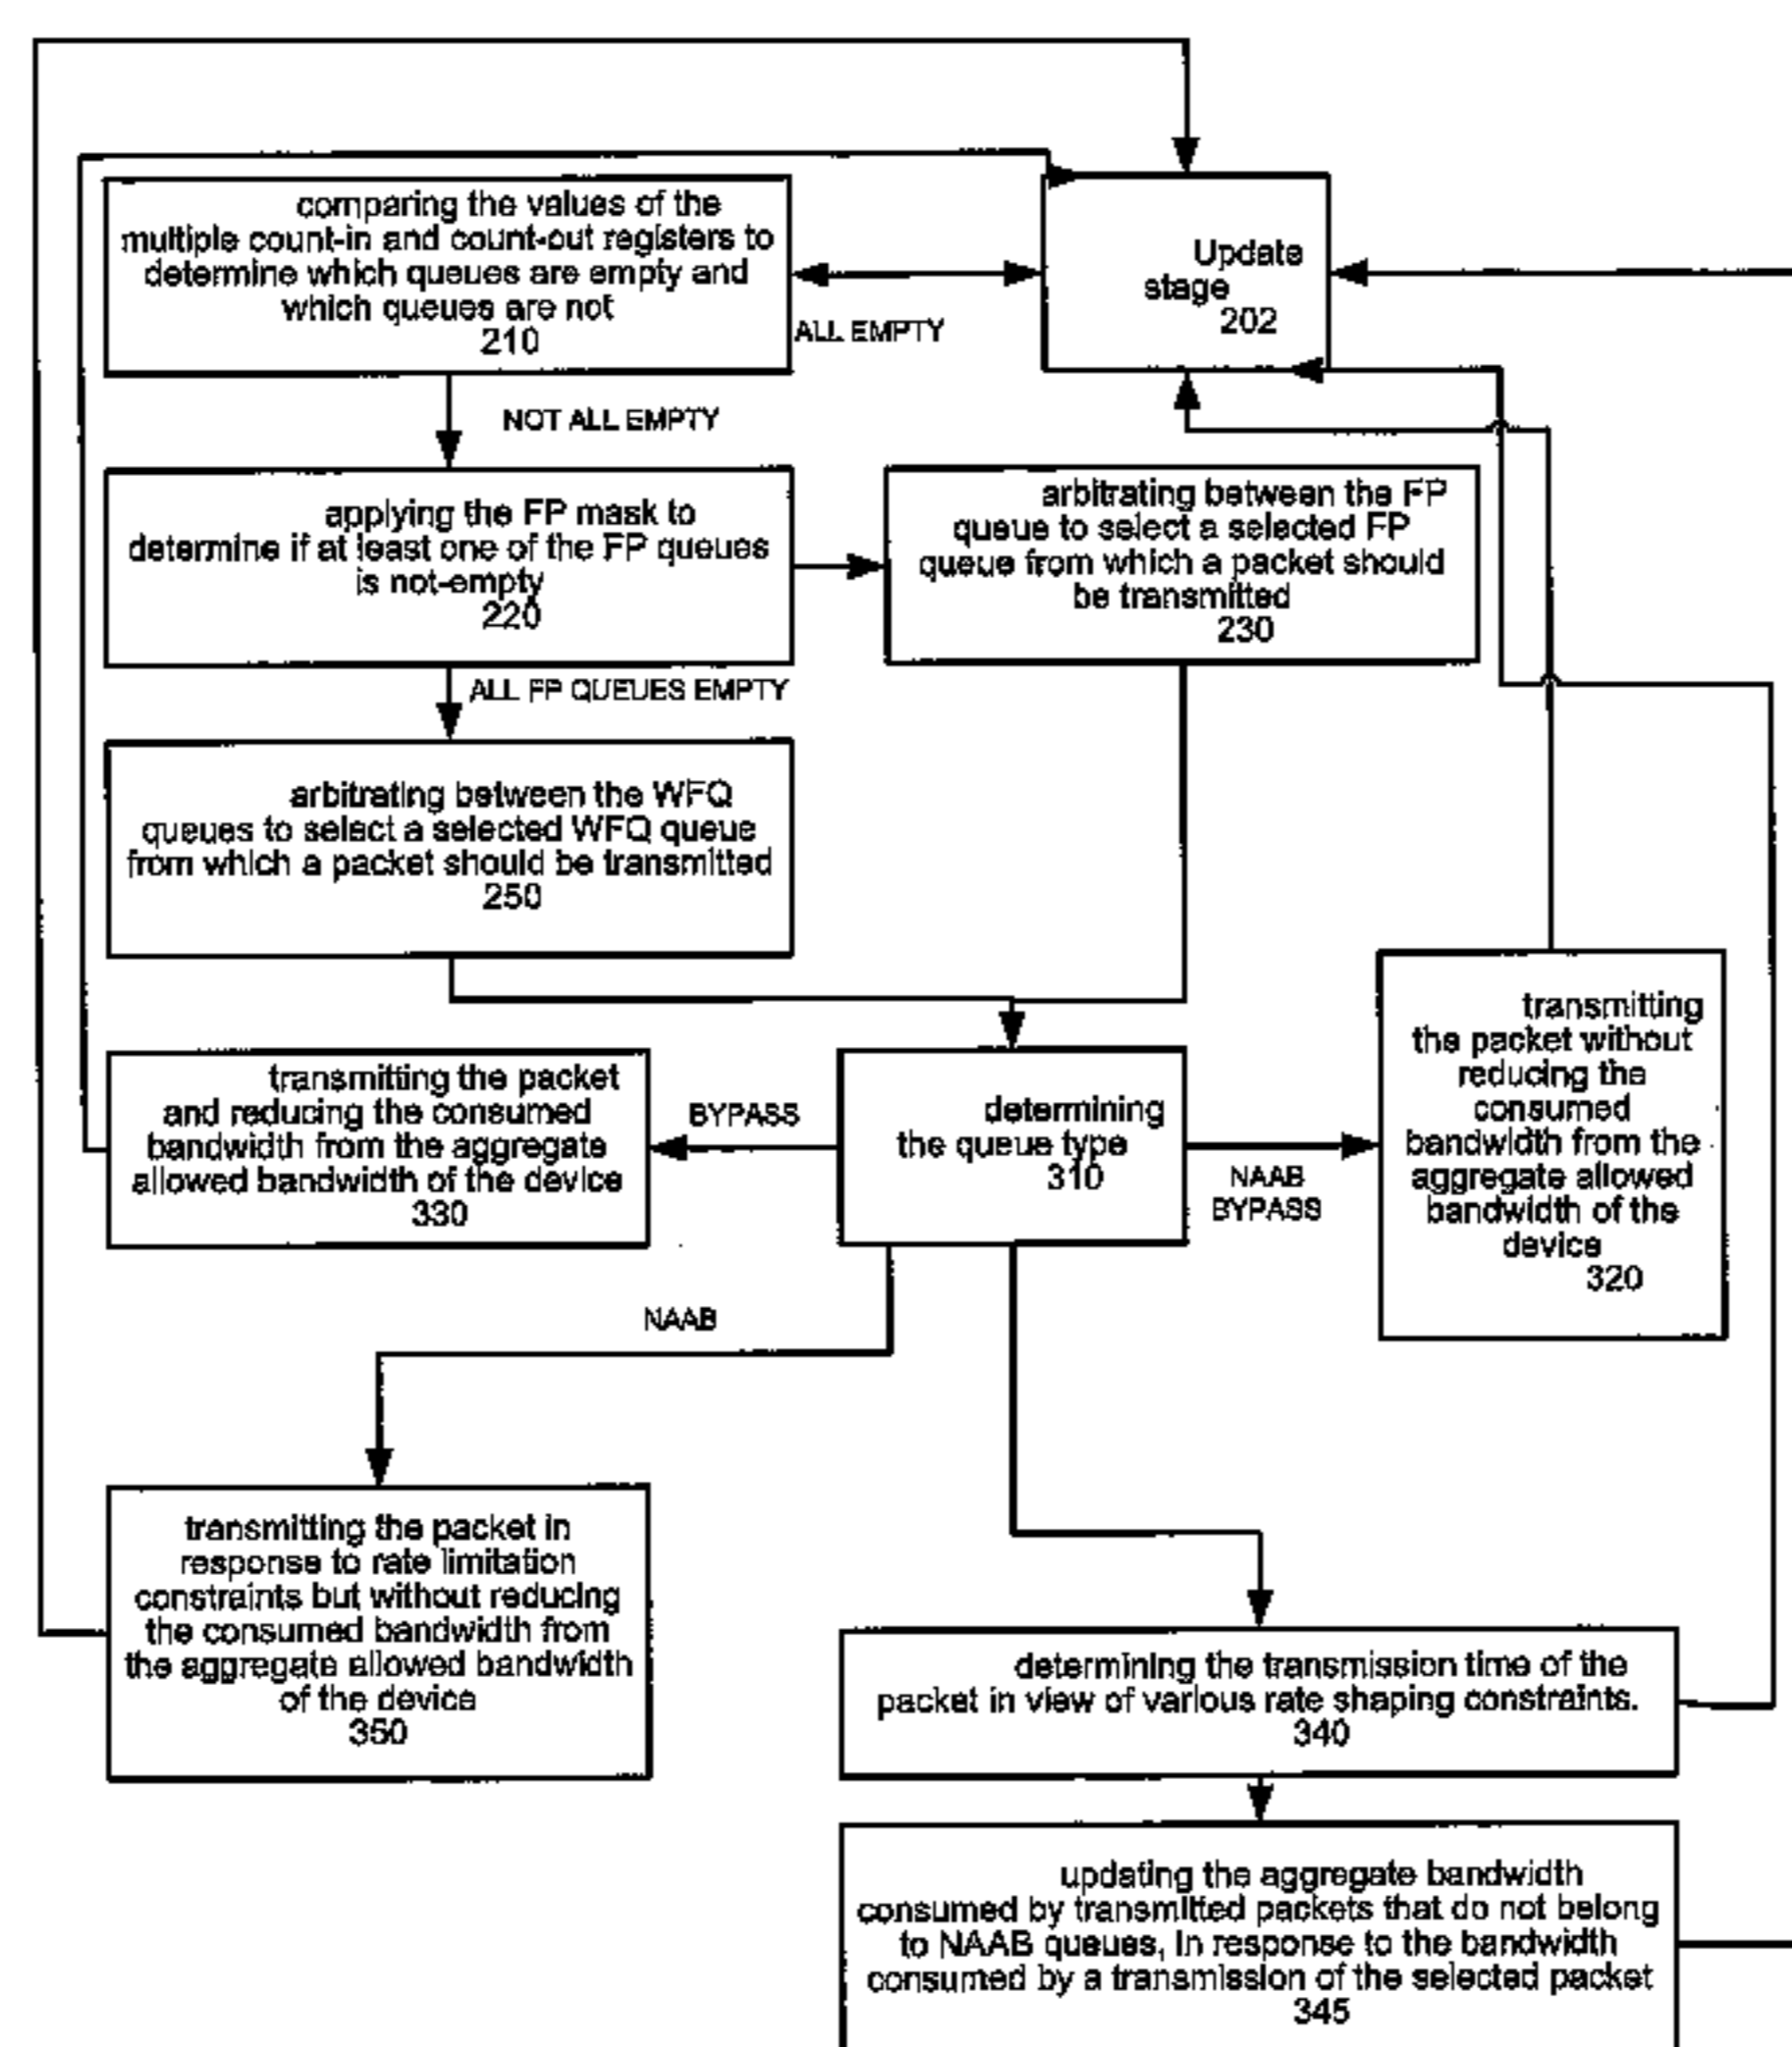 comparing the values of the
multiple count-in and count-out registers to
determine which queues are empty and
which queues are not
210
ALL EMPTY
Update
stage
202
NOT ALL EMPTY
applying the FP mask to
determine if at least one of the FP queues
is not-empty
220
arbitrating between the FP
queue to select a selected FP
queue from which a packet should
be transmitted
230
ALL FP QUEUES EMPTY
arbitrating between the WFQ
queues to select a selected WFQ queue
from which a packet should be transmitted
250
transmitting the packet
and reducing the consumed
bandwidth from the aggregate
allowed bandwidth of the device
330
BYPASS
determining
the queue type
310
NAAB
BYPASS
transmitting
the packet without
reducing the
consumed
bandwidth from the
aggregate allowed
bandwidth of the
device
320
NAAB
transmitting the packet in
response to rate limitation
constraints but without reducing
the consumed bandwidth from
the aggregate allowed bandwidth
of the device
350
determining the transmission time of the
packet in view of various rate shaping constraints.
340
updating the aggregate bandwidth
consumed by transmitted packets that do not belong
to NAAB queues, In response to the bandwidth
consumed by a transmission of the selected packet
345